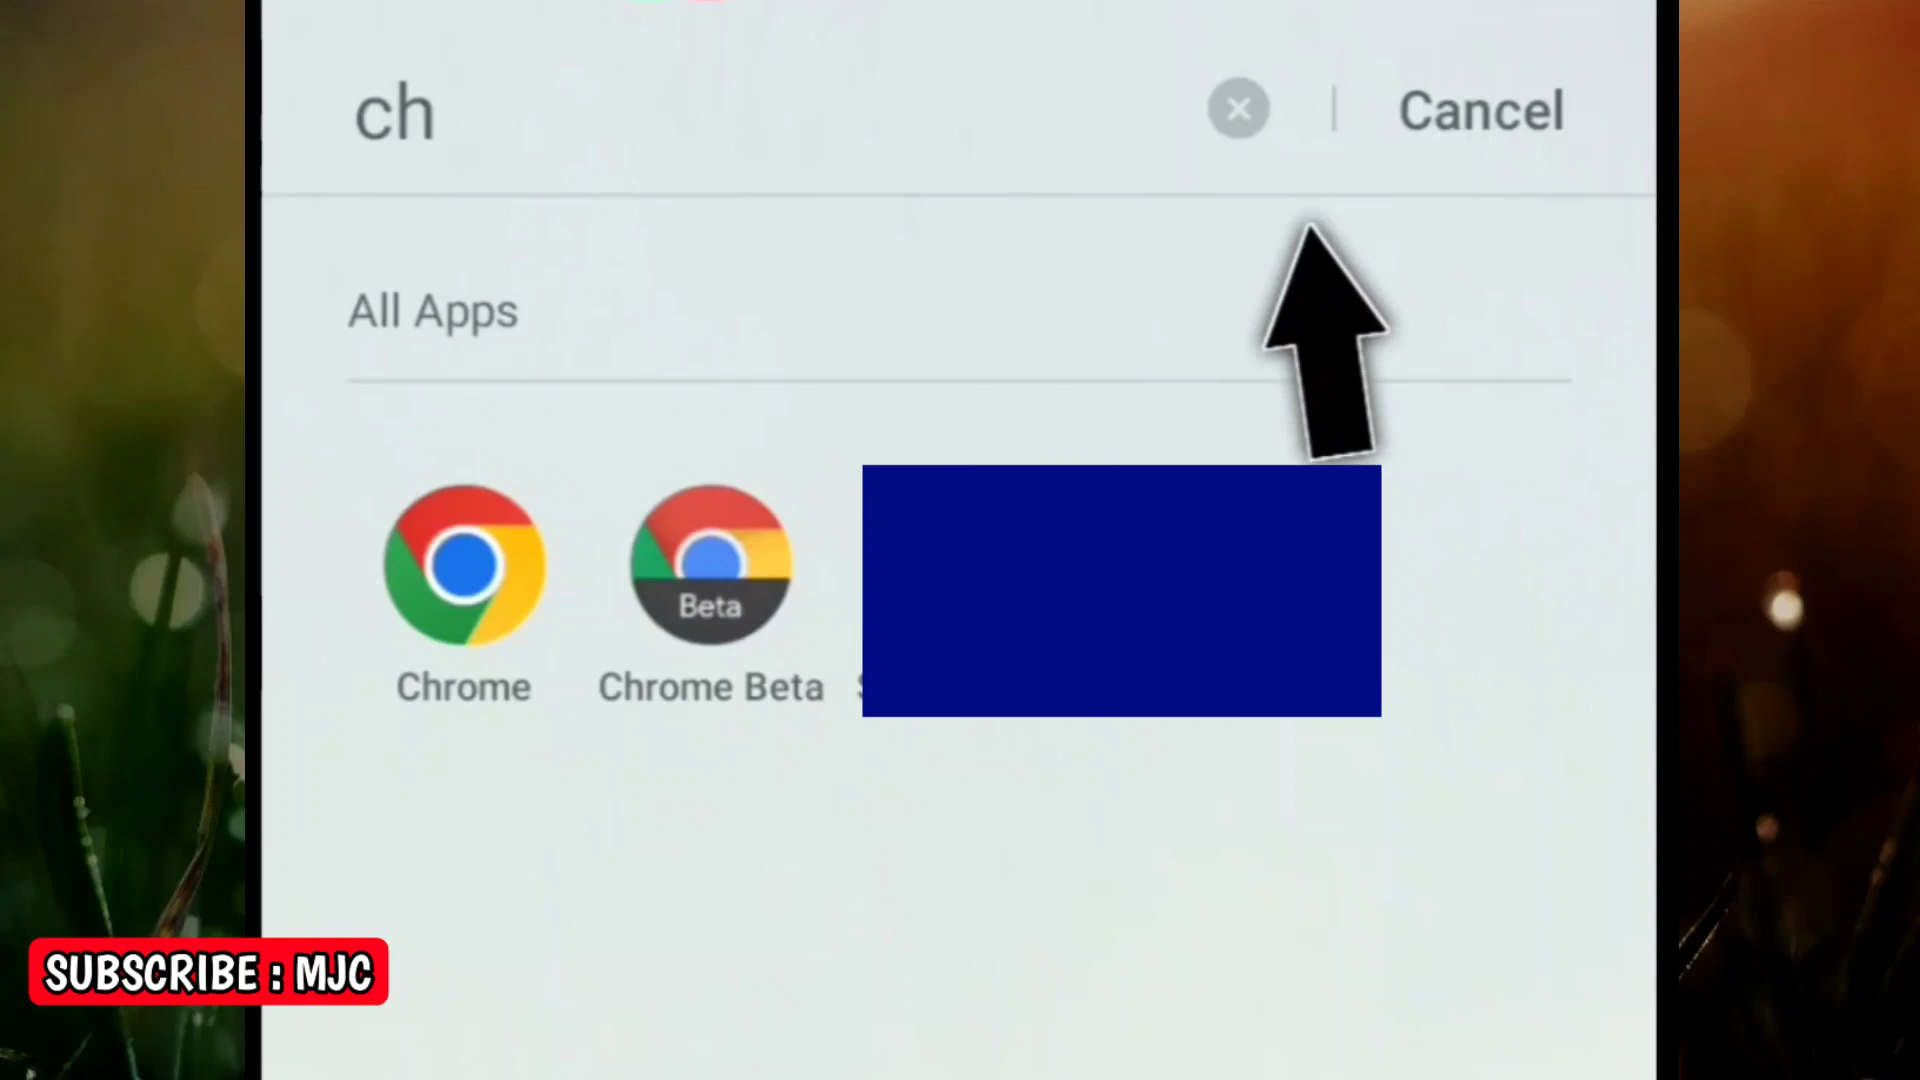 ch
Cancel
All Apps
Beta
Chrome
Chrome Beta
SUBSCRIBE : MJC